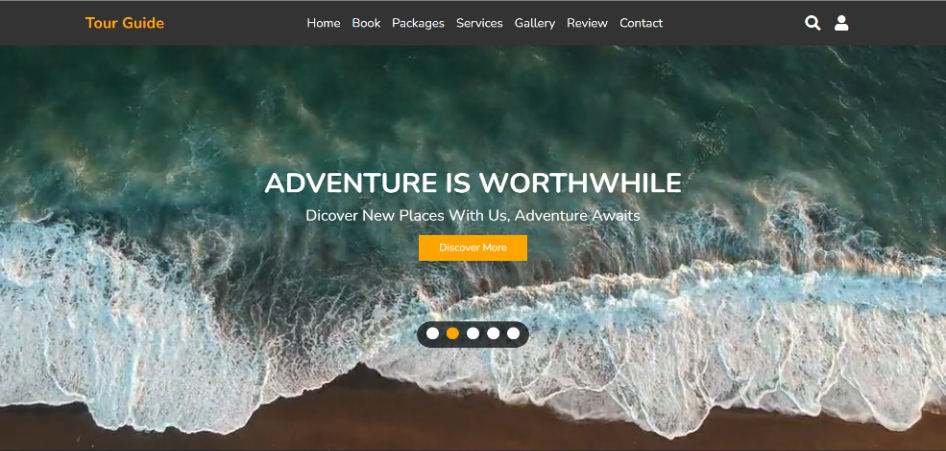 Tour Guide
Home Book Packages Services Gallery Review Contact
ADVENTURE IS WORTHWHILE
Dicover New Places With Us, Adventure Awaits
Discover More